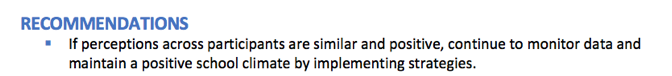 RECOMMENDATIONS
▪ If perceptions across participants are similar and positive, continue to monitor data and
maintain a positive school climate by implementing strategies.